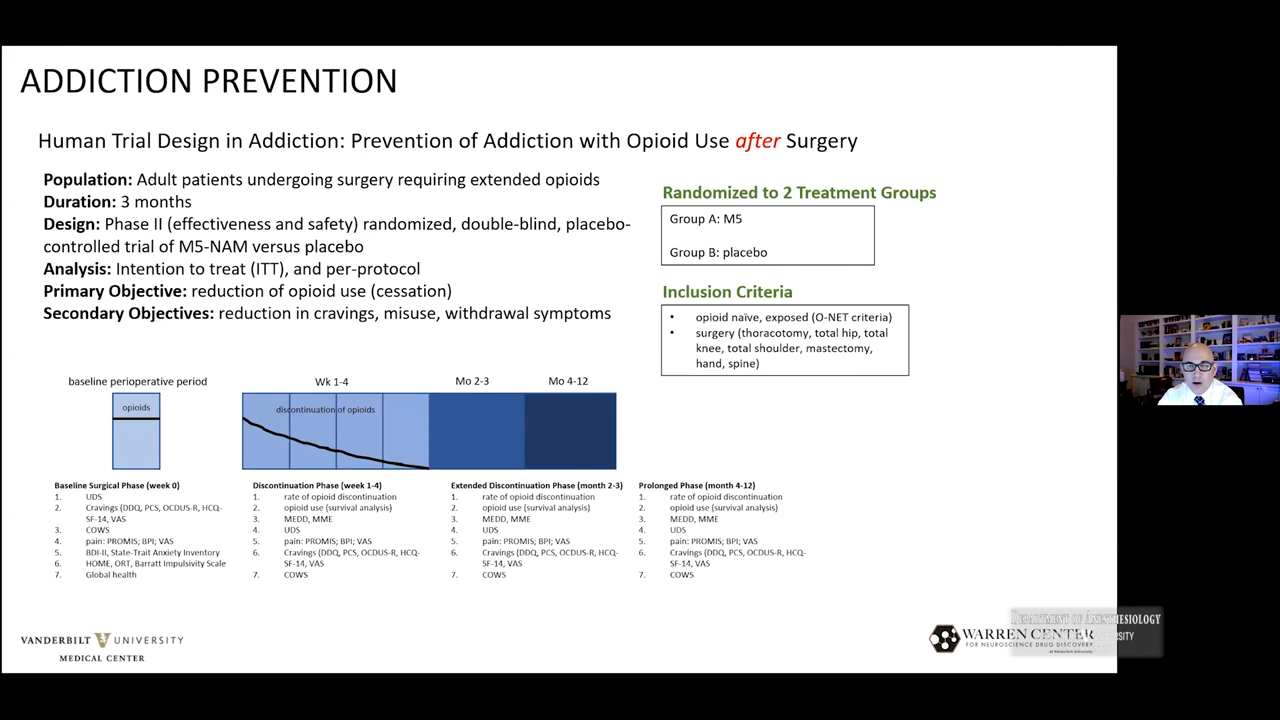 ADDICTION PREVENTION
Human Trial Design in Addiction: Prevention of Addiction with Opioid Use after Surgery
Population: Adult patients undergoing surgery requiring extended opioids
Duration: 3 months
Design: Phase II (effectiveness and safety) randomized, double-blind, placebo-
controlled trial of M5-NAM versus placebo
Analysis: Intention to treat (ITT), and per-protocol
Primary Objective: reduction of opioid use (cessation)
Secondary Objectives: reduction in cravings, misuse, withdrawal symptoms
Randomized to 2 Treatment Groups
Group A: M5
Group B: placebo
Inclusion Criteria
• opioid naïve, exposed (O-NET criteria)
• surgery (thoracotomy, total hip, total
knee, total shoulder, mastectomy,
hand, spine)
baseline perioperative period
Wk 1-4
Mo 2-3
Mo 4-12
opioids
discontinuation of opioids
Baseline Surgical Phase (week 0)
1. UDS
2. Cravings (DDQ, PCS, OCDUS-R, HCQ-
SF-14, VAS
3. COWS
4. pain: PROMIS; BPI; VAS
5. BDI-II, State-Trait Anxiety Inventory
6. HOME, ORT, Barratt Impulsivity Scale
7. Global health
Discontinuation Phase (week 1-4)
1. rate of opioid discontinuation
2. opioid use (survival analysis)
3. MEDD, MME
4. UDS
5. pain: PROMIS; BPI; VAS
6. Cravings (DDQ, PCS, OCDUS-R, HCQ-
SF-14, VAS
7. COWS
Extended Discontinuation Phase (month 2-3)
1. rate of opioid discontinuation
2. opioid use (survival analysis)
3. MEDD, MME
4. UDS
5. pain: PROMIS; BPI; VAS
6. Cravings (DDQ, PCS, OCDUS-R, HCQ-
SF-14, VAS
7. COWS
Prolonged Phase (month 4-12)
1. rate of opioid discontinuation
2. opioid use (survival analysis)
3. MEDD, MME
4. UDS
5. pain: PROMIS; BPI; VAS
6. Cravings (DDQ, PCS, OCDUS-R, HCQ-
SF-14, VAS
7. COWS
VANDERBILT V UNIVERSITY
MEDICAL CENTER
WARREN CENTER
FOR NEUROSCIENCE DRUG DISCOVERY
at Vanderbilt University
DEPARTMENT OF ANESTHESIOLOGY